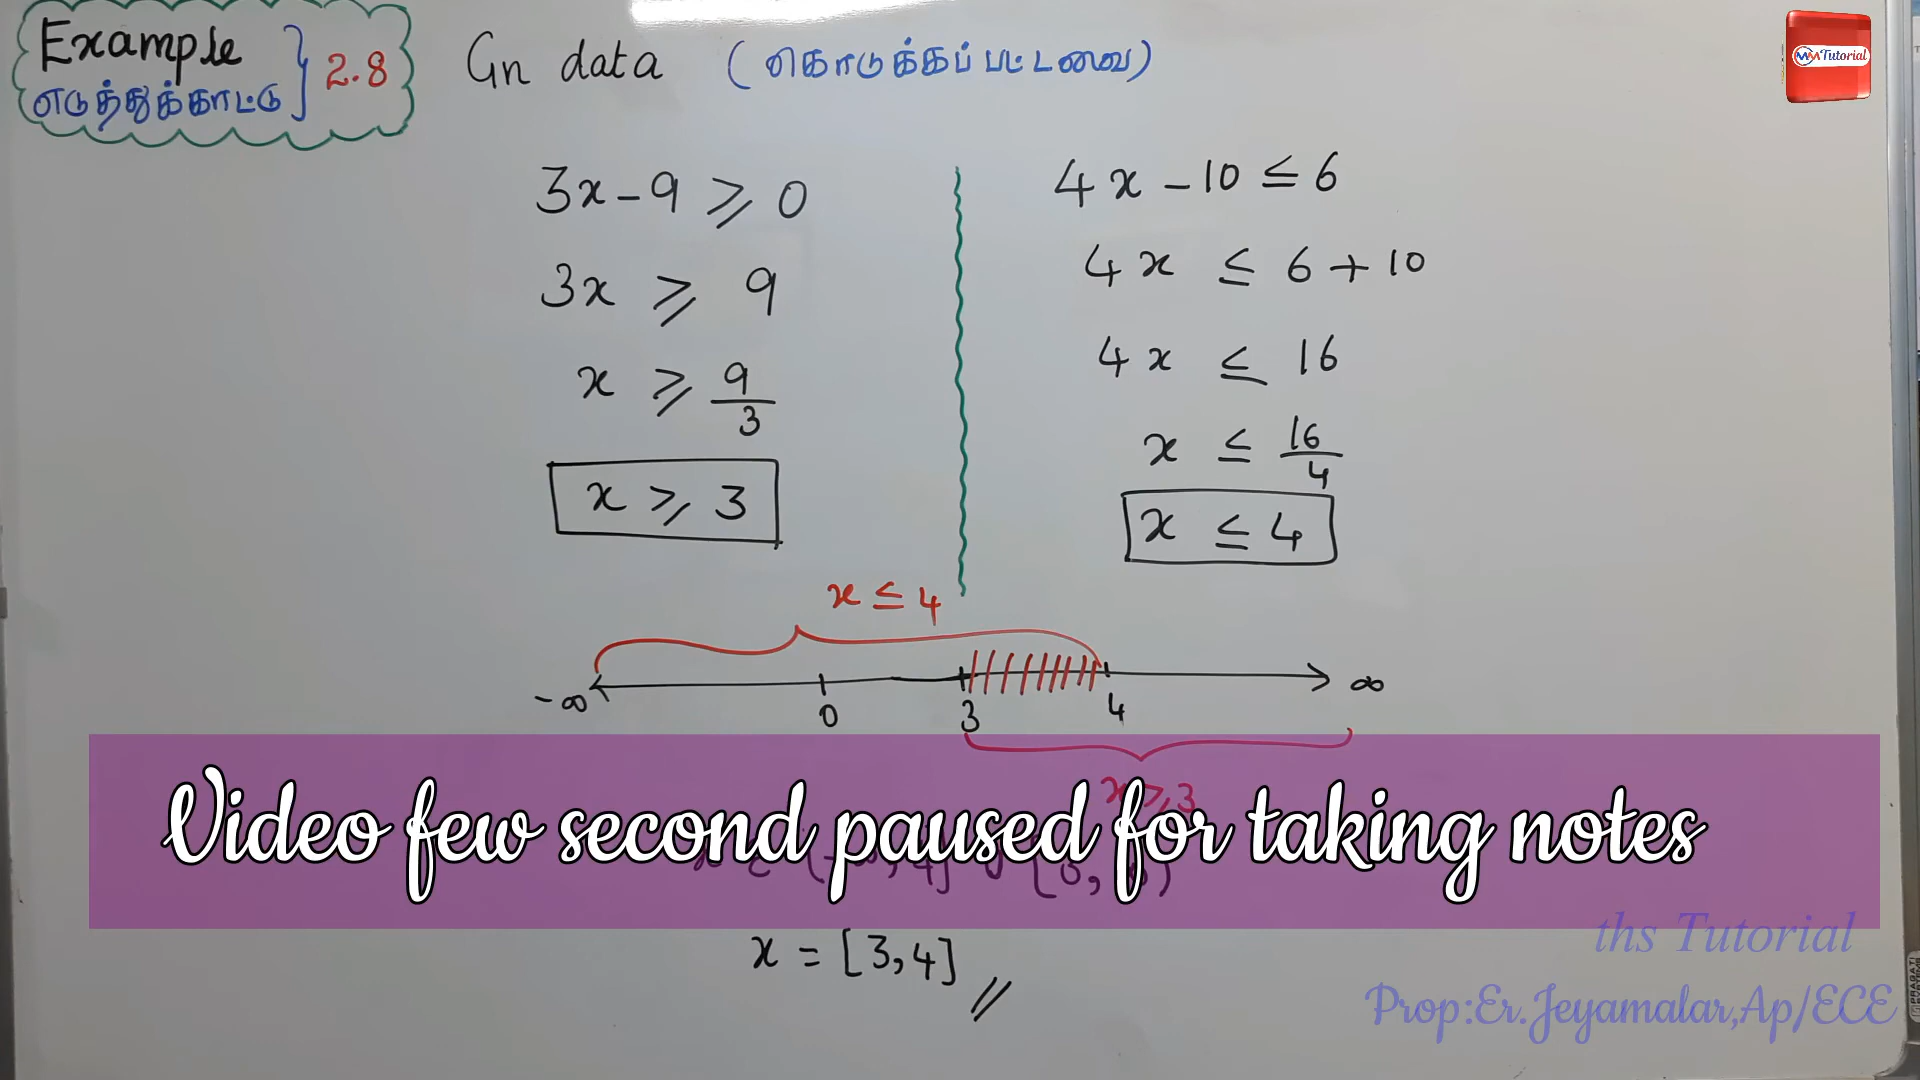 Example
எடுத்துக்காட்டு
2.8
Gn data (கொடுக்கப்பட்டவை)
MM Tutorial
3x - 9 ⩾ 0
3x ⩾ 9
x ⩾ 9/3
x ⩾ 3
4x - 10 ≤ 6
4x ≤ 6 + 10
4x ≤ 16
x ≤ 16/4
x ≤ 4
x ≤ 4
-∞ 0 3 4 ∞
x ⩾ 3
Video few second paused for taking notes
x = [3,4]
ths Tutorial
Prop:Er.Jeyamalar,Ap/ECE